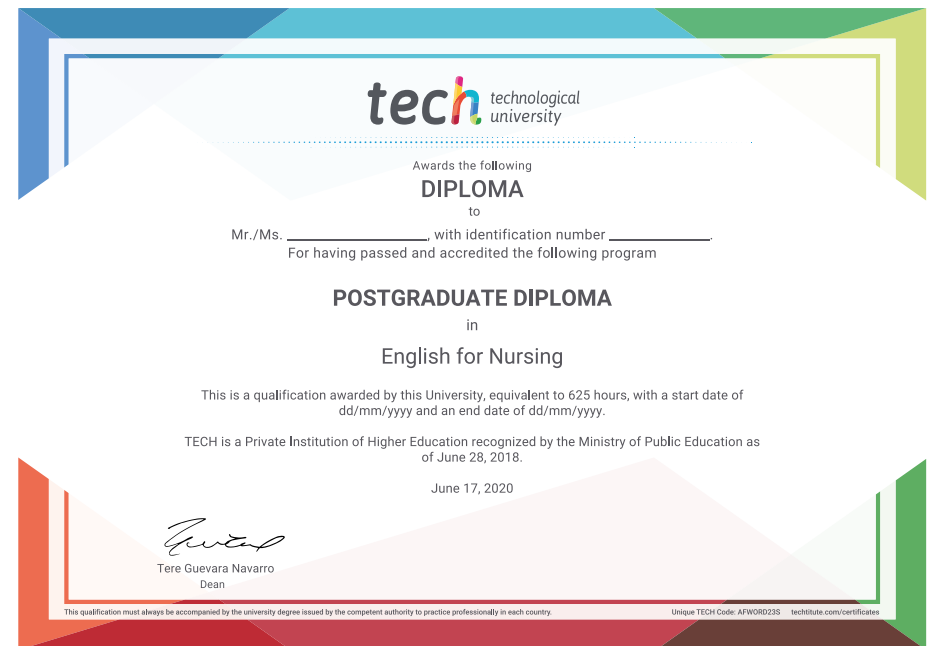 tech technological
university
Awards the following
DIPLOMA
to
Mr./Ms. ____________, with identification number ____________.
For having passed and accredited the following program
POSTGRADUATE DIPLOMA
in
English for Nursing
This is a qualification awarded by this University, equivalent to 625 hours, with a start date of
dd/mm/yyyy and an end date of dd/mm/yyyy.
TECH is a Private Institution of Higher Education recognized by the Ministry of Public Education as
of June 28, 2018.
June 17, 2020
Tere Guevara Navarro
Dean
This qualification must always be accompanied by the university degree issued by the competent authority to practice professionally in each country. Unique TECH Code: AFWORD23S techtitute.com/certificates